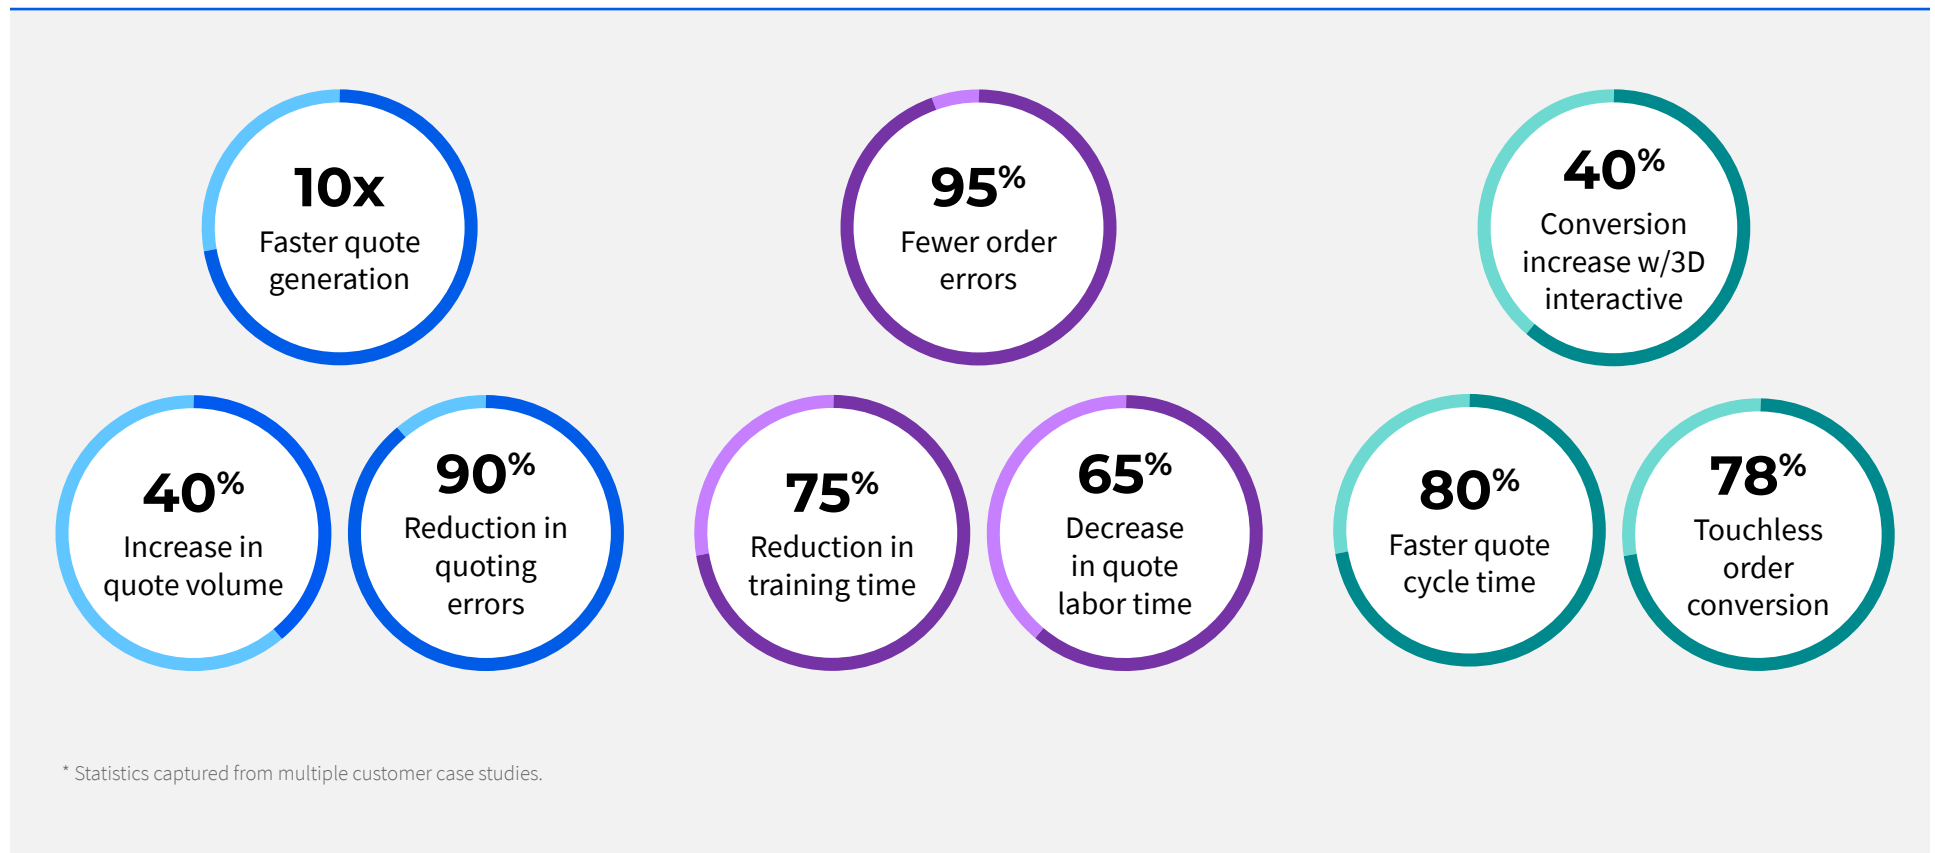 10x
Faster quote
generation
40%
Increase in
quote volume
90%
Reduction in
quoting
errors
95%
Fewer order
errors
75%
Reduction in
training time
65%
Decrease
in quote
labor time
40%
Conversion
increase w/3D
interactive
80%
Faster quote
cycle time
78%
Touchless
order
conversion
* Statistics captured from multiple customer case studies.